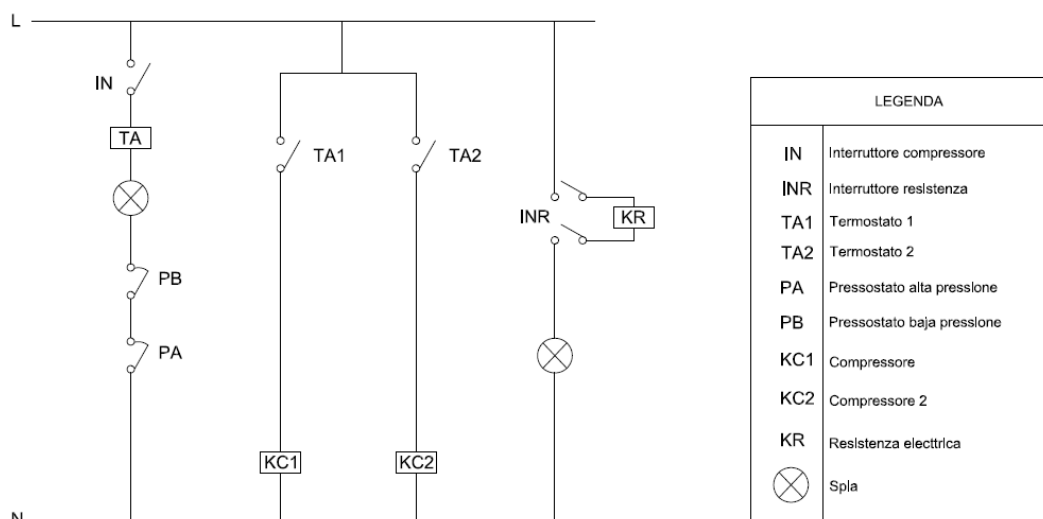 L
IN
TA
PB
PA
TA1
TA2
INR
KR
KC1
KC2
N
LEGENDA
IN Interruttore compressore
INR Interruttore resistenza
TA1 Termostato 1
TA2 Termostato 2
PA Pressostato alta pressIone
PB Pressostato baja pressIone
KC1 Compressore
KC2 Compressore 2
KR ResIstenza electtrIca
SpIa